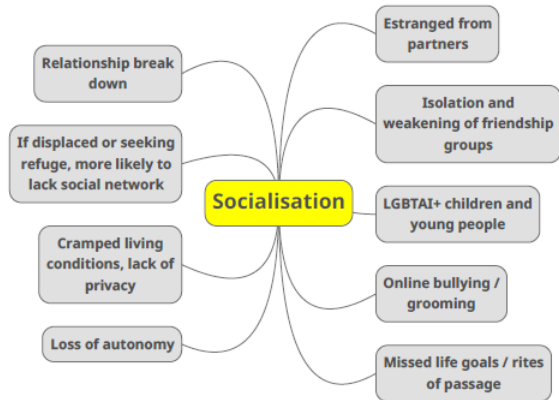 Socialisation
Relationship break
down
If displaced or seeking
refuge, more likely to
lack social network
Cramped living
conditions, lack of
privacy
Loss of autonomy
Estranged from
partners
Isolation and
weakening of friendship
groups
LGBTAI+ children and
young people
Online bullying /
grooming
Missed life goals / rites
of passage